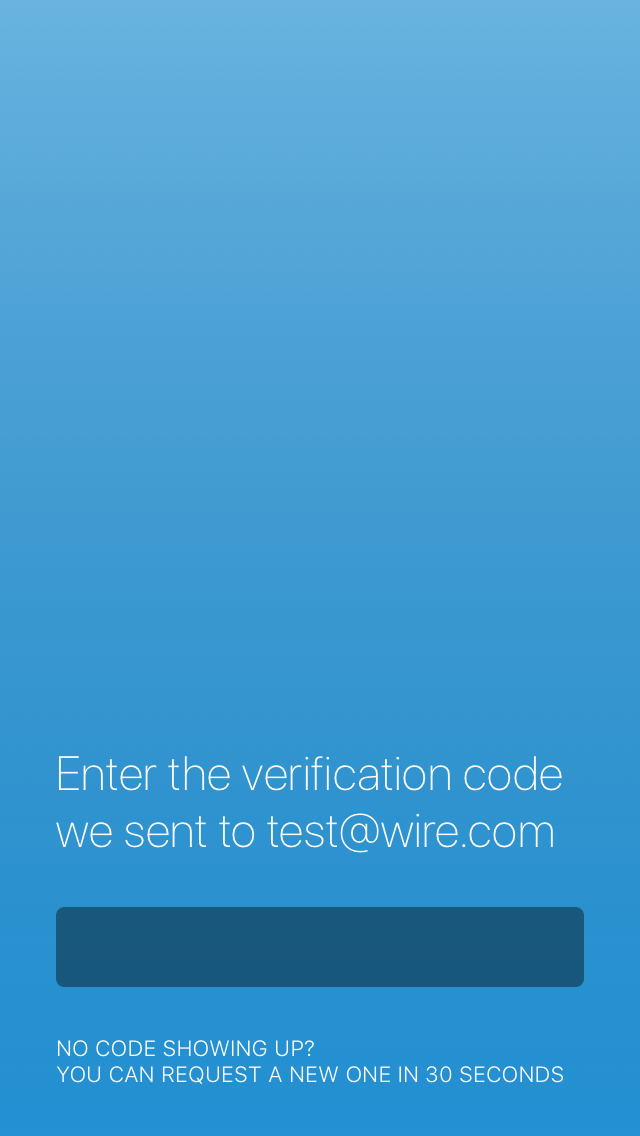 Enter the verification code
we sent to test@wire.com
NO CODE SHOWING UP?
YOU CAN REQUEST A NEW ONE IN 30 SECONDS